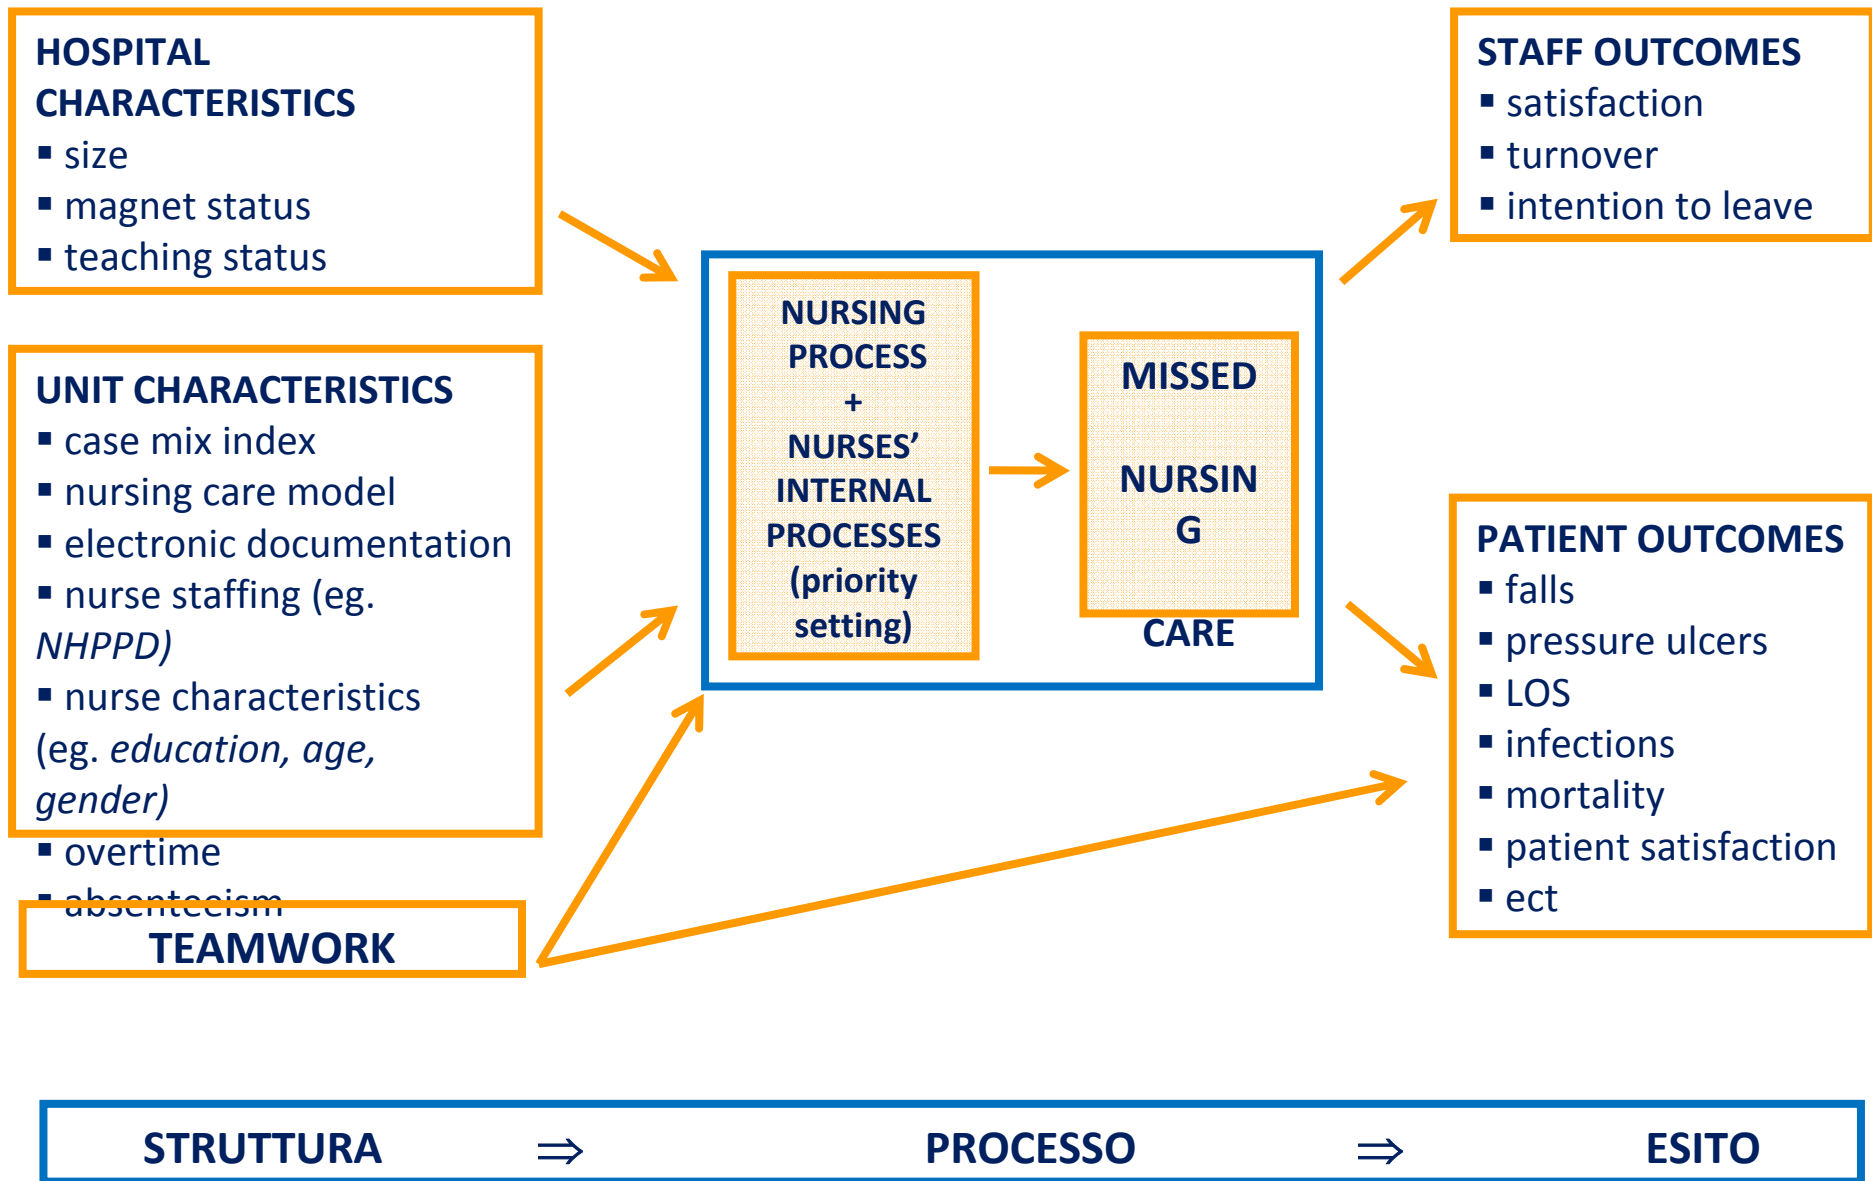 HOSPITAL
CHARACTERISTICS
▪ size
▪ magnet status
▪ teaching status
UNIT CHARACTERISTICS
▪ case mix index
▪ nursing care model
▪ electronic documentation
▪ nurse staffing (eg.
NHPPD)
▪ nurse characteristics
(eg. education, age,
gender)
▪ overtime
▪ absenteeism
TEAMWORK
NURSING
PROCESS
+
NURSES’
INTERNAL
PROCESSES
(priority
setting)
MISSED
NURSIN
G
CARE
STAFF OUTCOMES
▪ satisfaction
▪ turnover
▪ intention to leave
PATIENT OUTCOMES
▪ falls
▪ pressure ulcers
▪ LOS
▪ infections
▪ mortality
▪ patient satisfaction
▪ ect
STRUTTURA ⇒ PROCESSO ⇒ ESITO